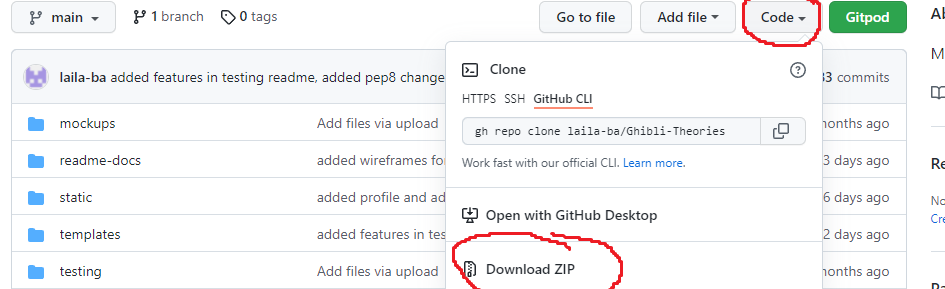 main 1 branch 0 tags Go to file Add file Code Gitpod Ab
laila-ba added features in testing readme, added pep8 change 33 commits
Clone
HTTPS SSH GitHub CLI
mockups Add files via upload months ago
gh repo clone laila-ba/Ghibli-Theories
readme-docs added wireframes for 3 days ago
Work fast with our official CLI. Learn more.
Re
static added profile and ad 6 days ago
No
Open with GitHub Desktop
Cre
templates added features in tes days ago
testing Add files via upload months ago
Download ZIP